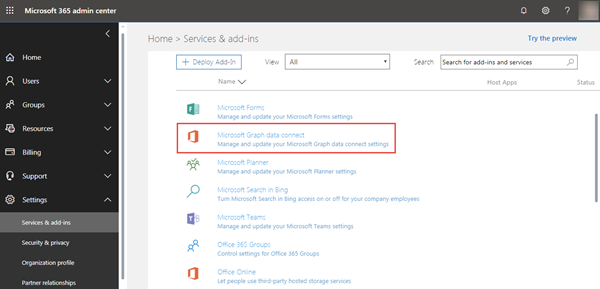 Microsoft 365 admin center
Home
Users
Groups
Resources
Billing
Support
Settings
Services & add-ins
Security & privacy
Organization profile
Partner relationships
Home > Services & add-ins
Try the preview
+ Deploy Add-In
View
All
Search
Search for add-ins and services
Name
Host Apps
Status
Microsoft Forms
Manage and update your Microsoft Forms settings
Microsoft Graph data connect
Manage and update your Microsoft Graph data connect settings
Microsoft Planner
Manage and update your Microsoft Planner settings
Microsoft Search in Bing
Turn Microsoft Search in Bing access on or off for your company employees
Microsoft Teams
Manage and update your Microsoft Teams settings
Office 365 Groups
Control settings for Office 365 Groups
Office Online
Let people use third-party hosted storage services